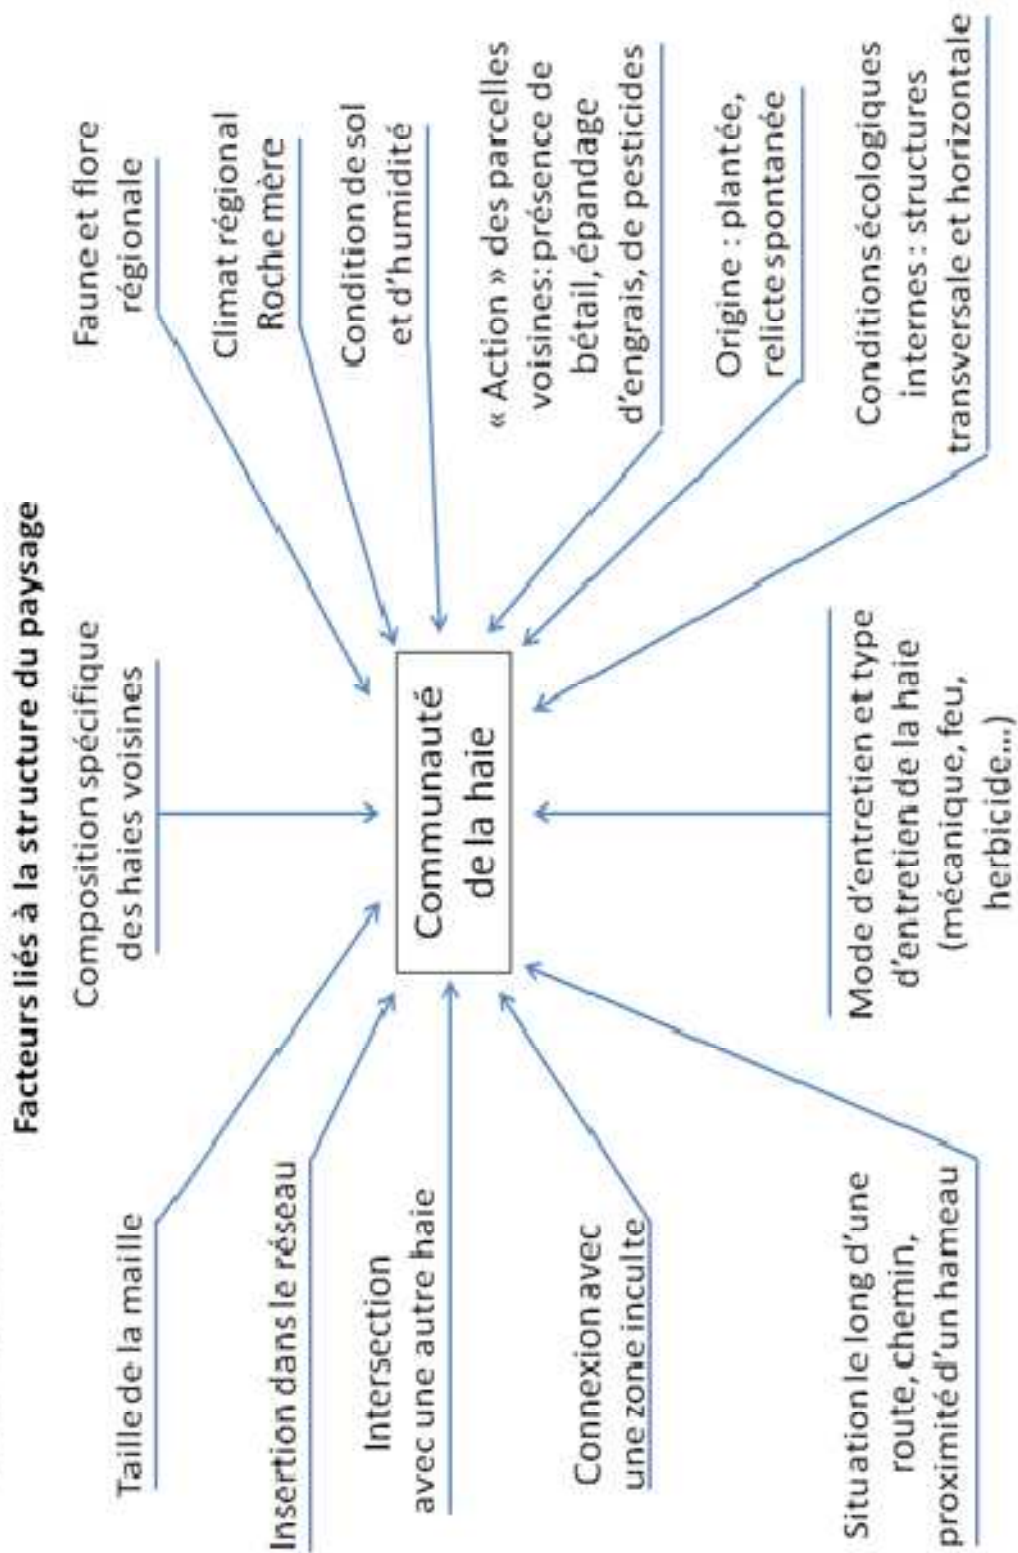 Facteurs liés à la structure du paysage
Composition spécifique
des haies voisines
Taille de la maille
Insertion dans le réseau
Intersection
avec une autre haie
Connexion avec
une zone inculte
Situation le long d'une
route, chemin,
proximité d'un hameau
Communauté
de la haie
Mode d'entretien et type
d'entretien de la haie
(mécanique, feu,
herbicide...)
Faune et flore
régionale
Climat régional
Roche mère
Condition de sol
et d'humidité
« Action » des parcelles
voisines: présence de
bétail, épandage
d'engrais, de pesticides
Origine : plantée,
relicte spontanée
Conditions écologiques
internes : structures
transversale et horizontale